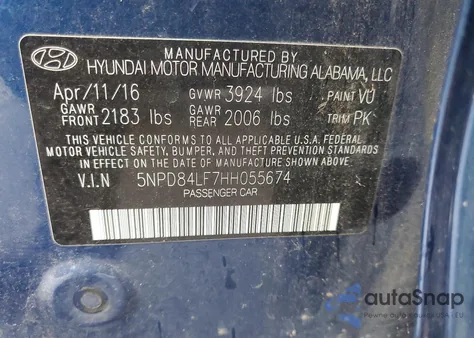 MANUFACTURED BY
HYUNDAI MOTOR MANUFACTURING ALABAMA, LLC
Apr/11/16 GVWR 3924 lbs PAINT VU
GAWR FRONT 2183 lbs GAWR REAR 2006 lbs TRIM PK
THIS VEHICLE CONFORMS TO ALL APPLICABLE U.S.A. FEDERAL
MOTOR VEHICLE SAFETY, BUMPER, AND THEFT PREVENTION
STANDARDS IN EFFECT ON THE DATE OF MANUFACTURE SHOWN ABOVE.
V.I.N 5NPD84LF7HH055674
PASSENGER CAR
autoSnap